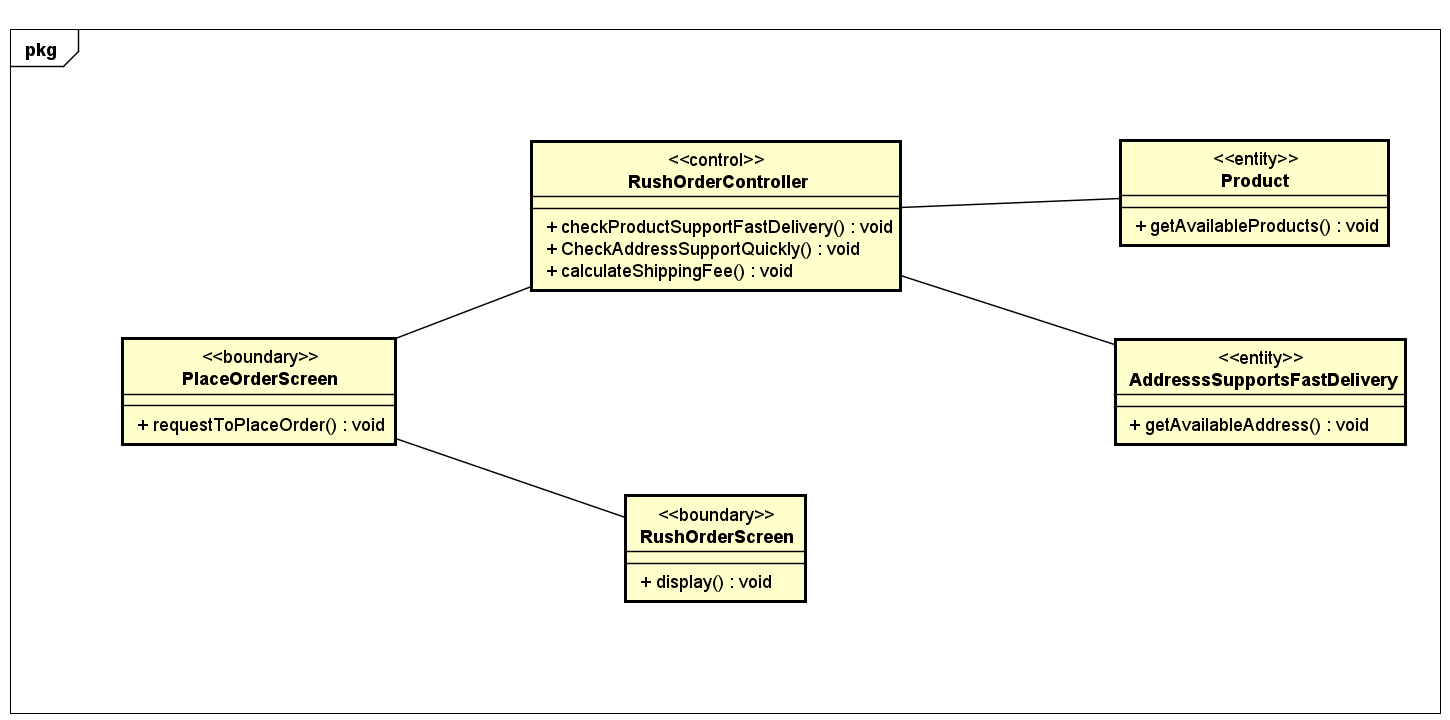 pkg
<<control>>
RushOrderController
+ checkProductSupportFastDelivery() : void
+ CheckAddressSupportQuickly() : void
+ calculateShippingFee() : void
<<entity>>
Product
+ getAvailableProducts() : void
<<boundary>>
PlaceOrderScreen
+ requestToPlaceOrder() : void
<<entity>>
AddresssSupportsFastDelivery
+ getAvailableAddress() : void
<<boundary>>
RushOrderScreen
+ display() : void